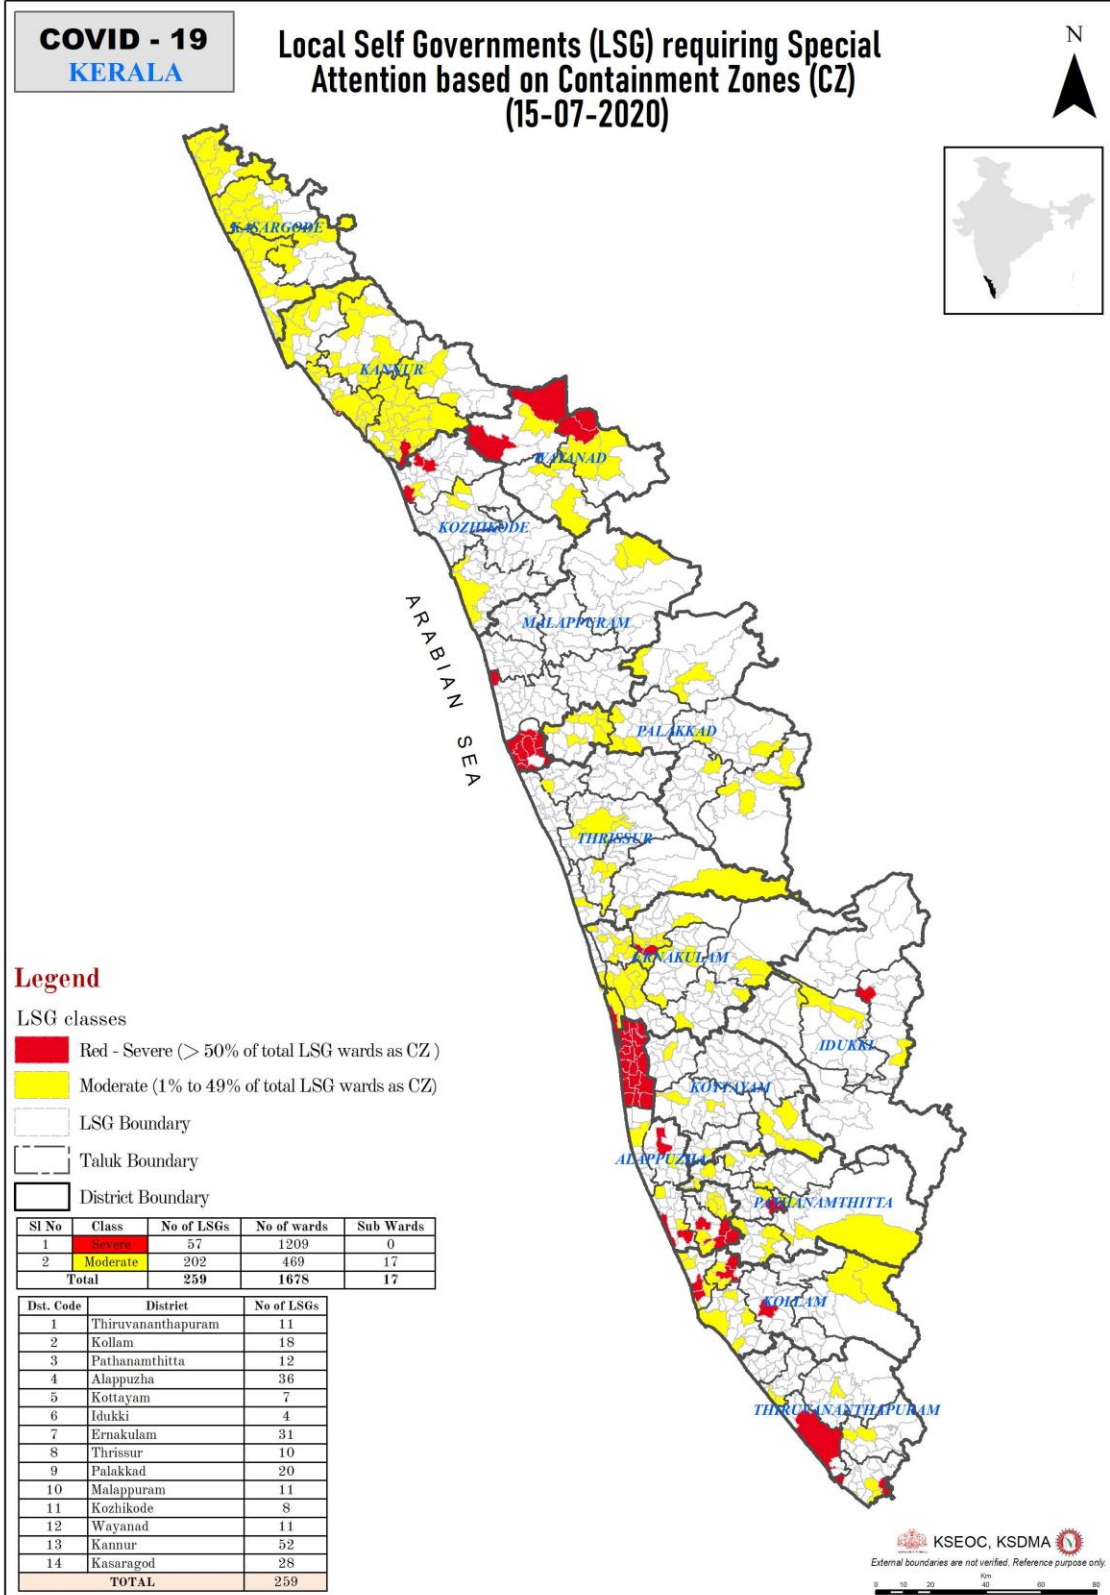 COVID - 19
KERALA
Local Self Governments (LSG) requiring Special
Attention based on Containment Zones (CZ)
(15-07-2020)
N
KASARGODE
KANNUR
WAYANAD
KOZHIKODE
MALAPPURAM
ARABIAN SEA
PALAKKAD
THRISSUR
ERNAKULAM
IDUKKI
KOTTAYAM
ALAPPUZHA
PATHANAMTHITTA
KOLLAM
THIRUVANANTHAPURAM
Legend
LSG classes
Red - Severe (> 50% of total LSG wards as CZ )
Moderate (1% to 49% of total LSG wards as CZ)
LSG Boundary
Taluk Boundary
District Boundary
Sl No Class No of LSGs No of wards Sub Wards
1 Severe 57 1209 0
2 Moderate 202 469 17
Total 259 1678 17
Dst. Code District No of LSGs
1 Thiruvananthapuram 11
2 Kollam 18
3 Pathanamthitta 12
4 Alappuzha 36
5 Kottayam 7
6 Idukki 4
7 Ernakulam 31
8 Thrissur 10
9 Palakkad 20
10 Malappuram 11
11 Kozhikode 8
12 Wayanad 11
13 Kannur 52
14 Kasaragod 28
TOTAL 259
KSEOC, KSDMA
External boundaries are not verified. Reference purpose only.
Km
0 10 20 40 60 80